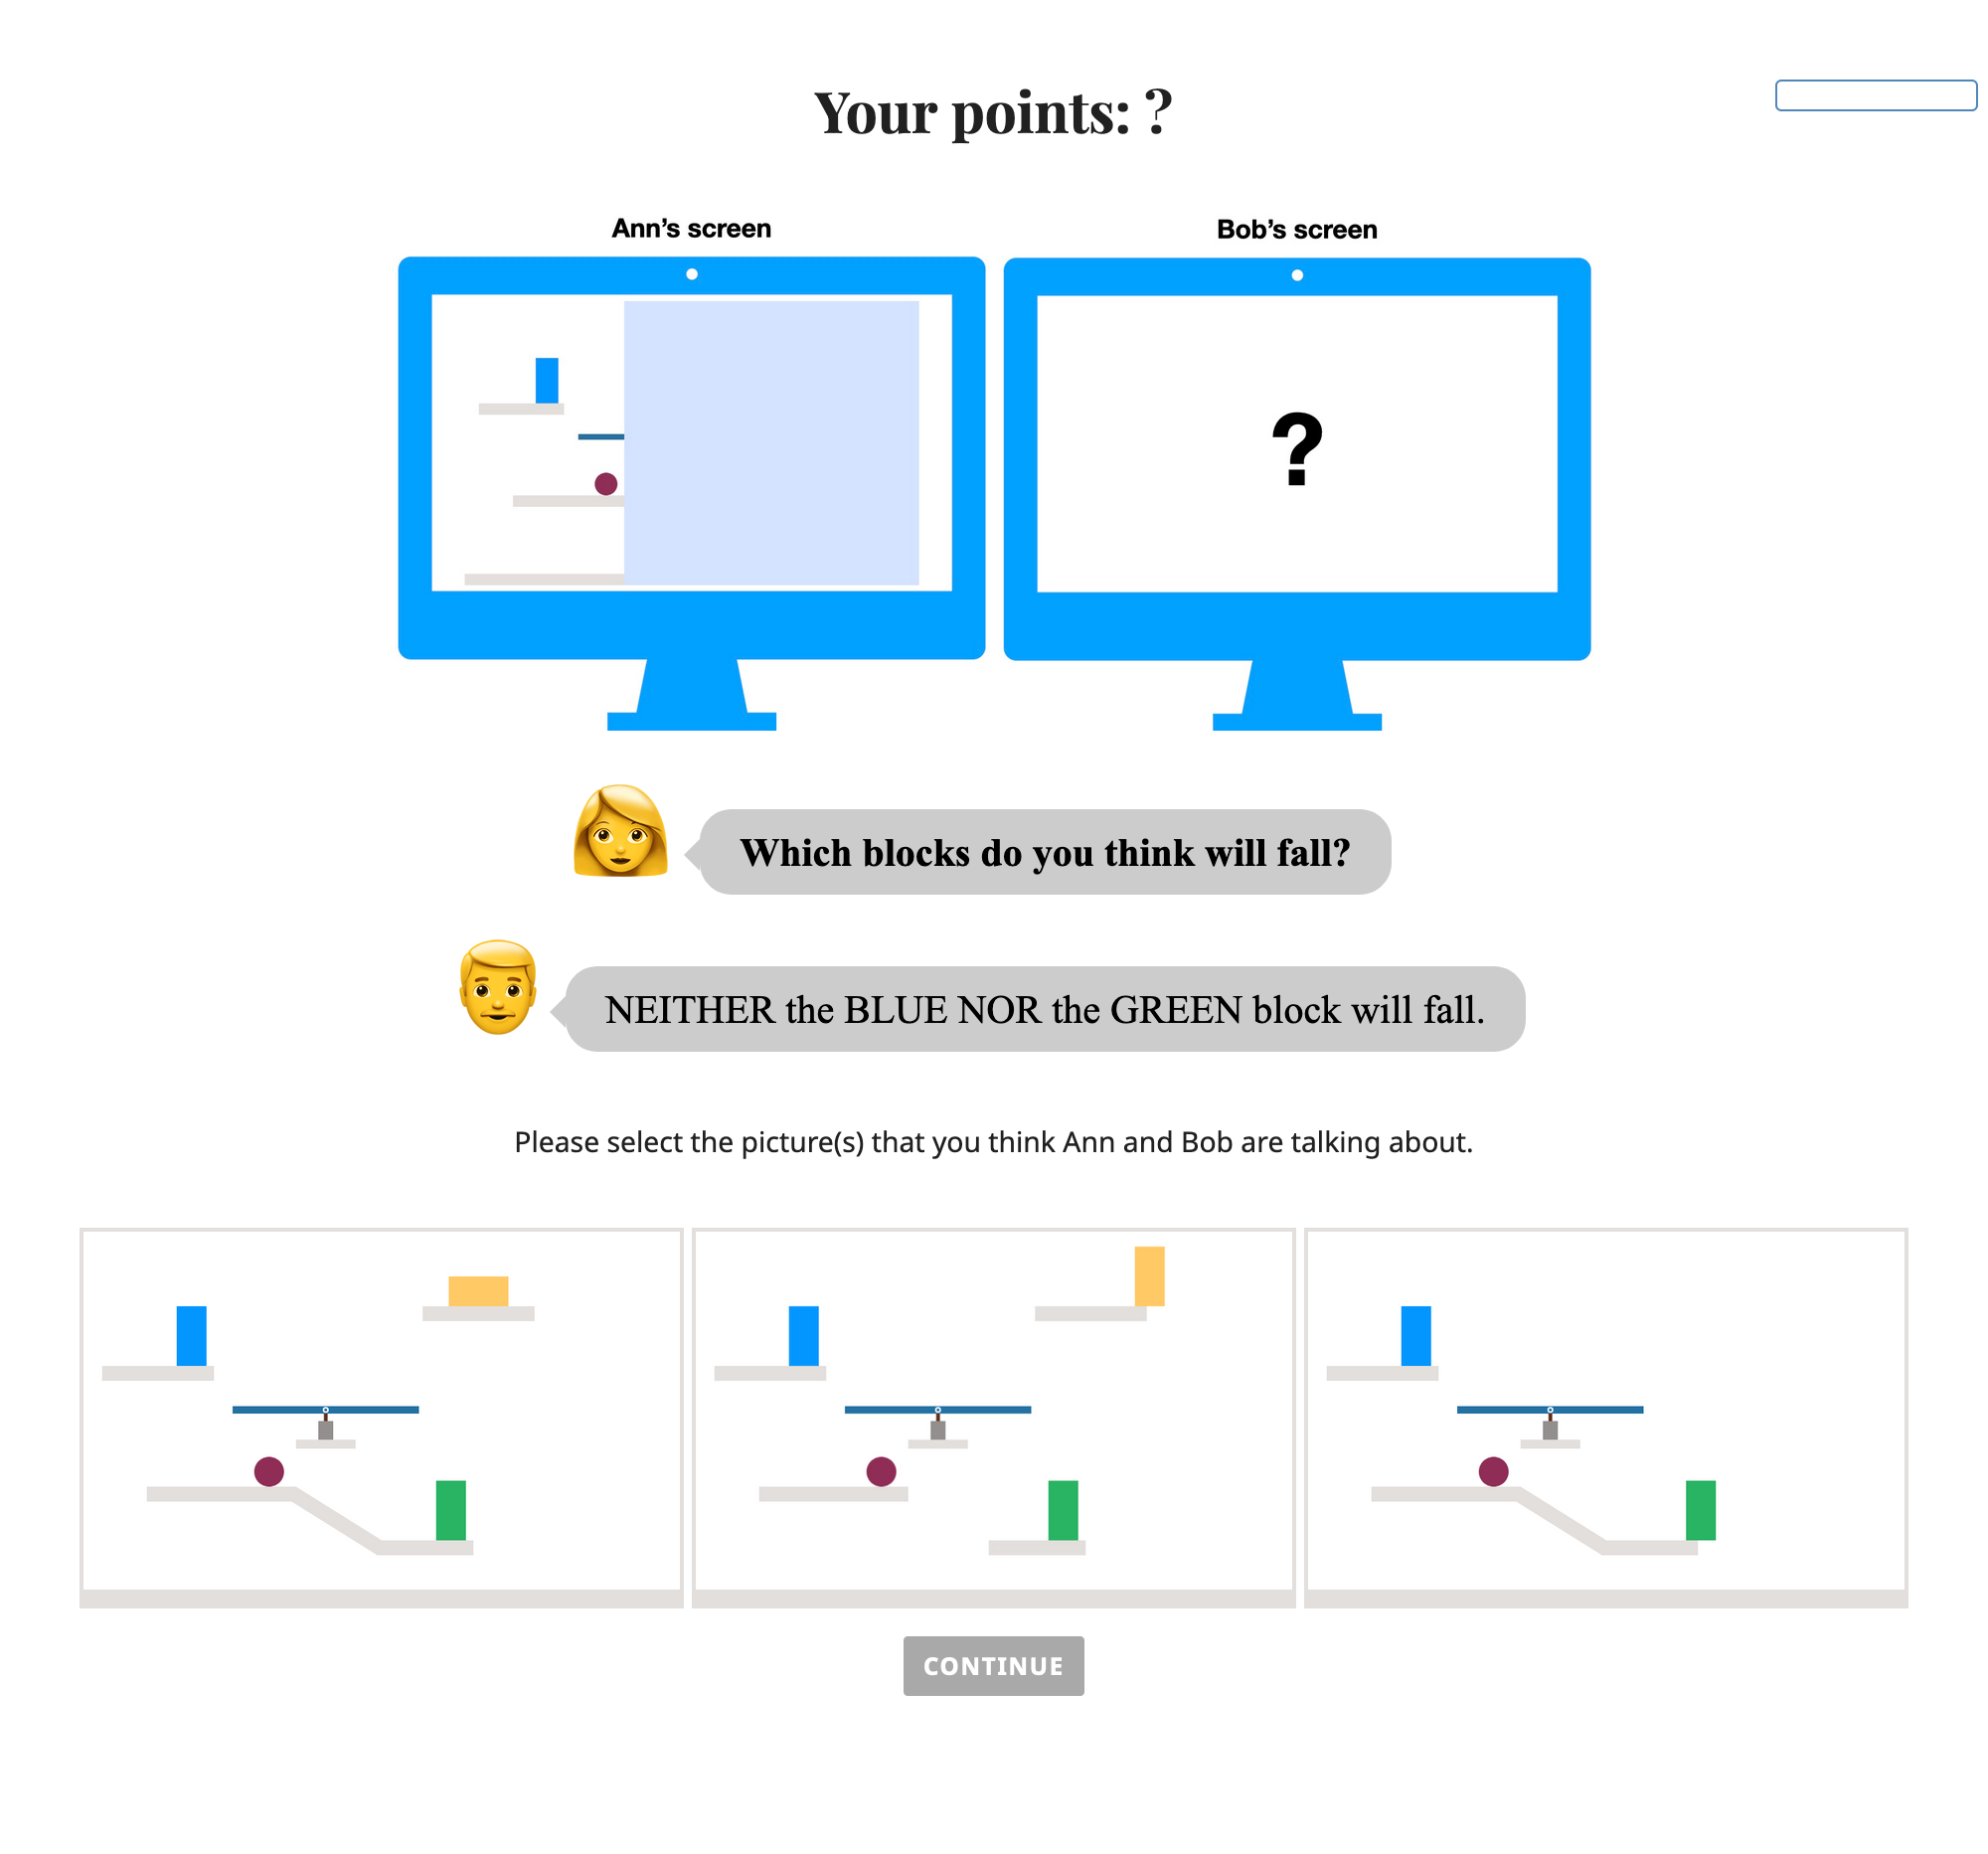 Your points: ?
Ann’s screen
Bob’s screen
?
Which blocks do you think will fall?
NEITHER the BLUE NOR the GREEN block will fall.
Please select the picture(s) that you think Ann and Bob are talking about.
CONTINUE